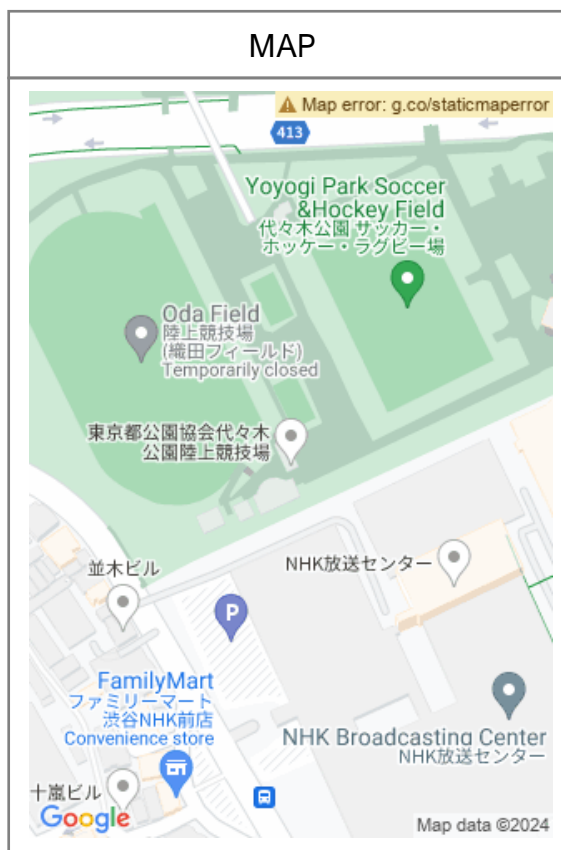 MAP
Map error: g.co/staticmaperror
413
Yoyogi Park Soccer
&Hockey Field
代々木公園 サッカー・
ホッケー・ラグビー場
Oda Field
陸上競技場
(織田フィールド)
Temporarily closed
東京都公園協会代々木
公園陸上競技場
NHK放送センター
並木ビル
P
FamilyMart
ファミリーマート
渋谷NHK前店
Convenience store
NHK Broadcasting Center
NHK放送センター
十嵐ビル
Google
Map data ©2024